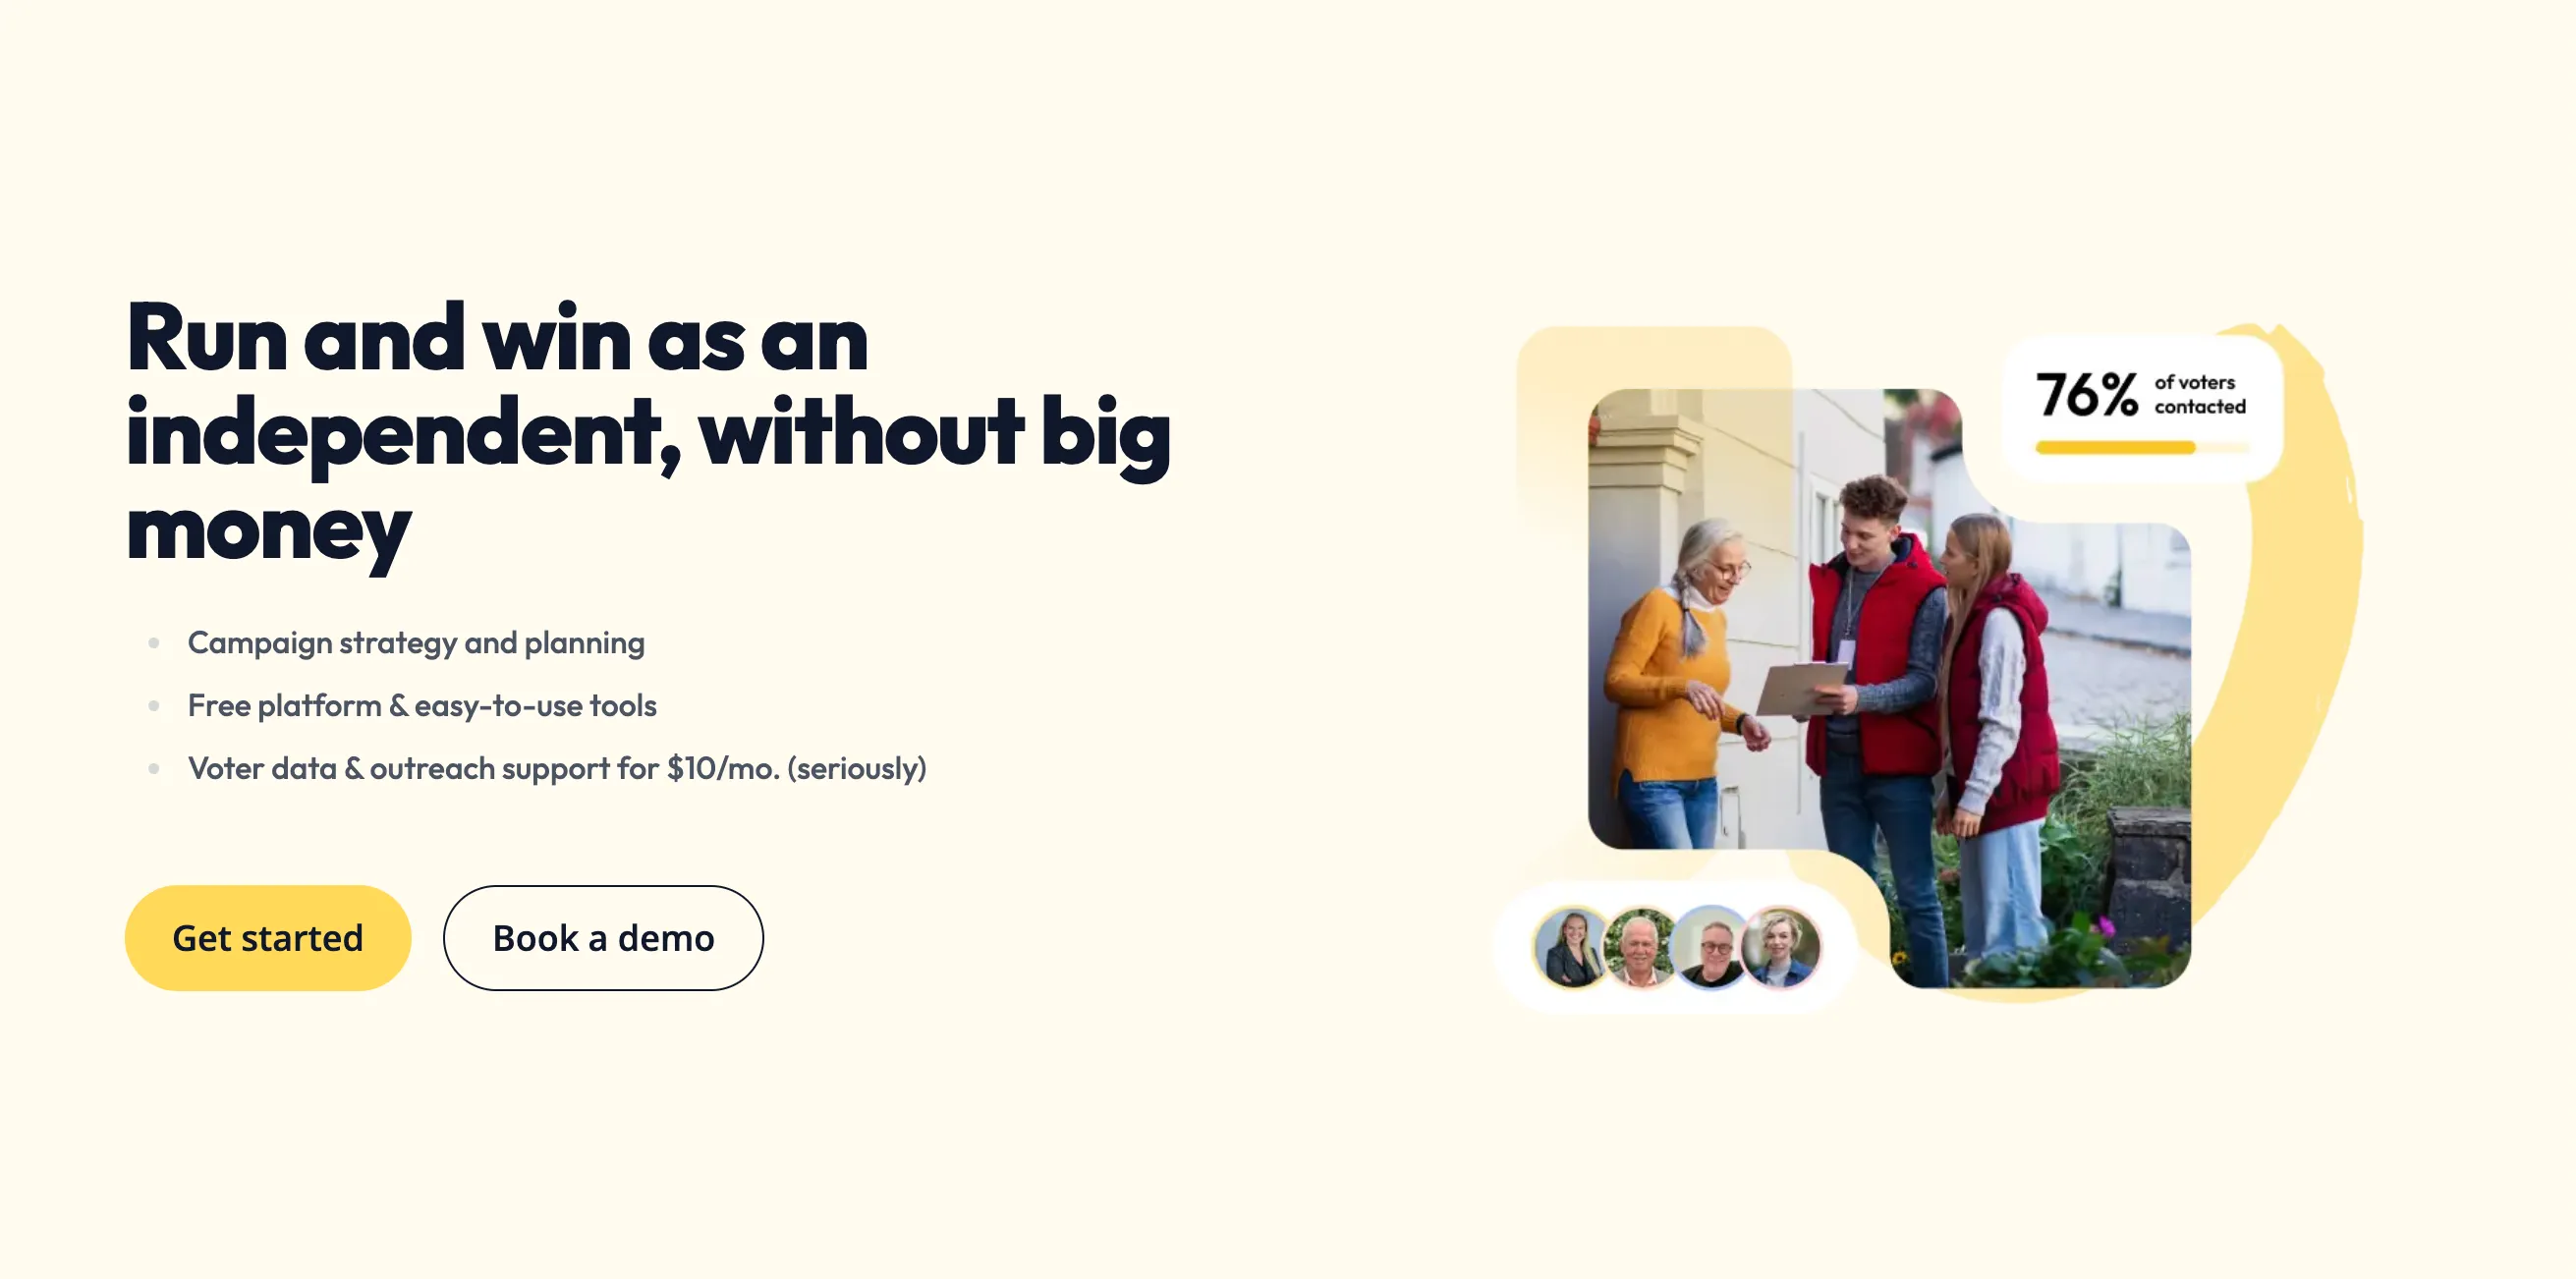 Run and win as an
independent, without big
money
Campaign strategy and planning
Free platform & easy-to-use tools
Voter data & outreach support for $10/mo. (seriously)
Get started
Book a demo
76% of voters
contacted